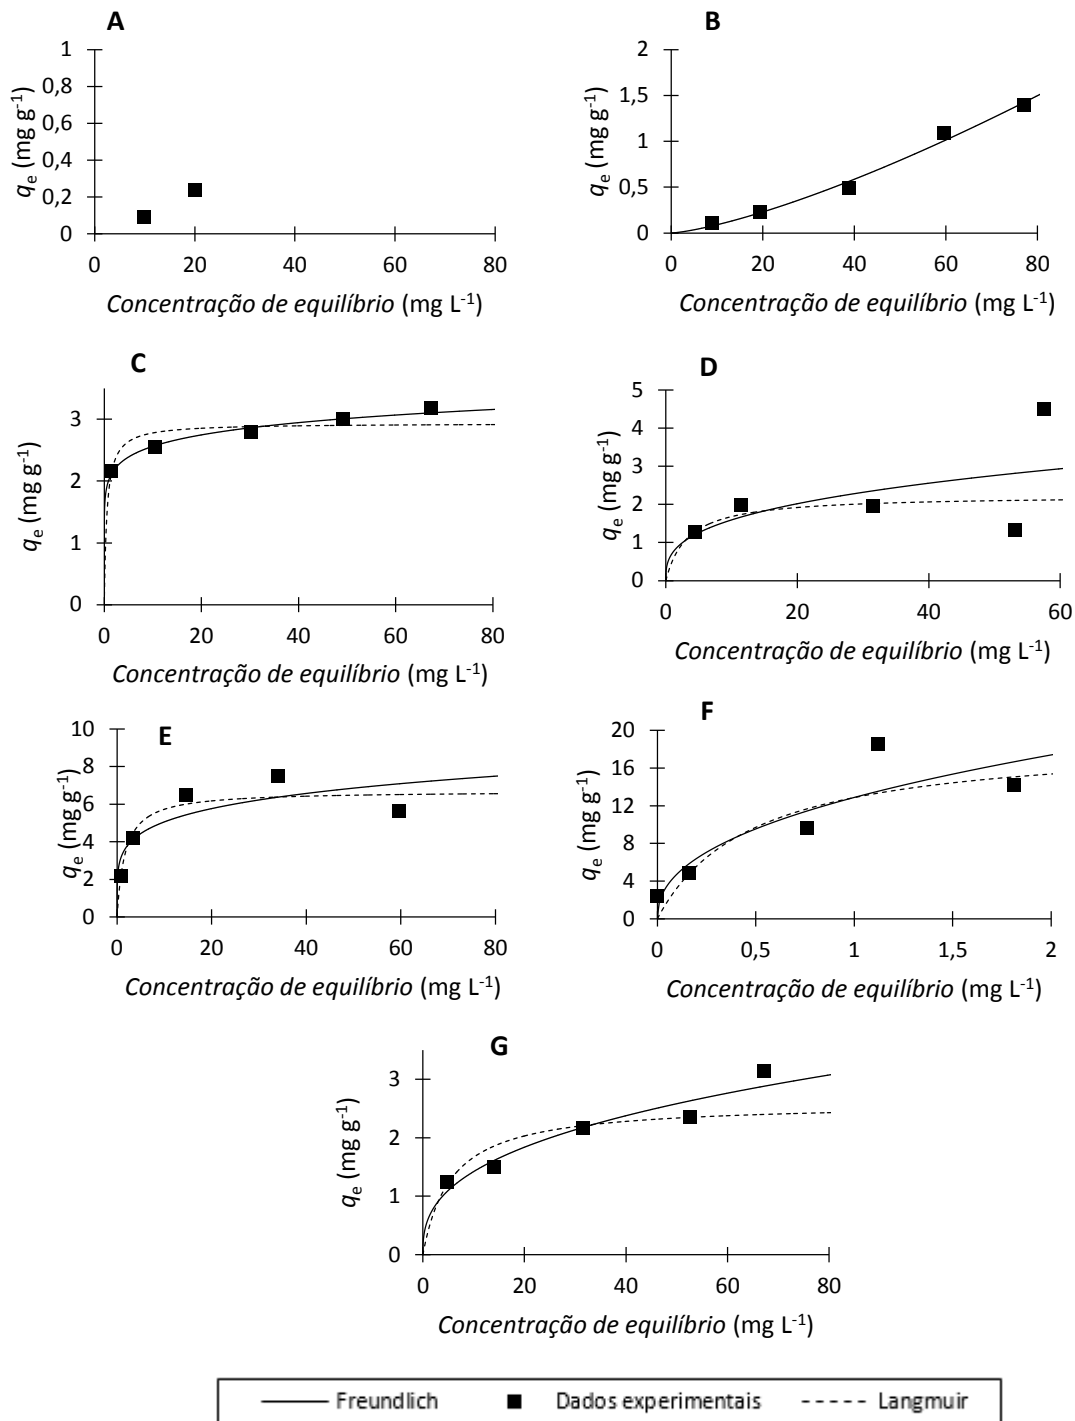 A
1
0,8
0,6
0,4
0,2
0
0 20 40 60 80
qe (mg g-1)
Concentração de equilíbrio (mg L-1)
B
2
1,5
1
0,5
0
0 20 40 60 80
qe (mg g-1)
Concentração de equilíbrio (mg L-1)
C
3
2
1
0
0 20 40 60 80
qe (mg g-1)
Concentração de equilíbrio (mg L-1)
D
5
4
3
2
1
0
0 20 40 60
qe (mg g-1)
Concentração de equilíbrio (mg L-1)
E
10
8
6
4
2
0
0 20 40 60 80
qe (mg g-1)
Concentração de equilíbrio (mg L-1)
F
20
16
12
8
4
0
0 0,5 1 1,5 2
qe (mg g-1)
Concentração de equilíbrio (mg L-1)
G
3
2
1
0
0 20 40 60 80
qe (mg g-1)
Concentração de equilíbrio (mg L-1)
Freundlich Dados experimentais Langmuir